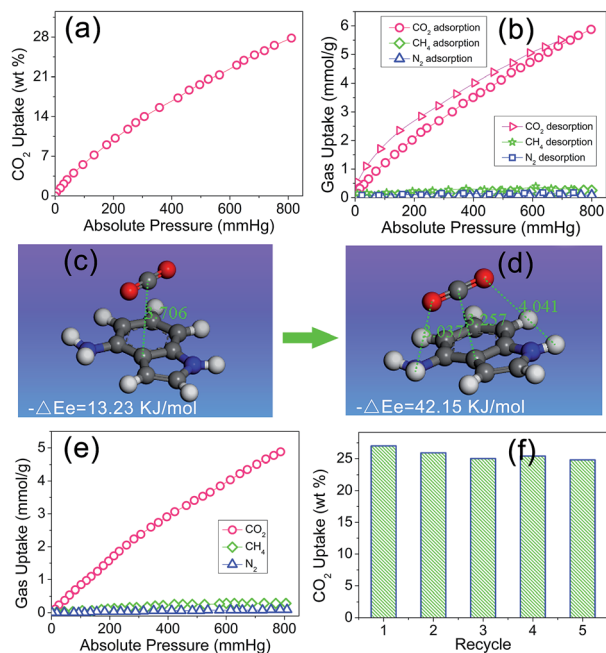 (a)
CO2 Uptake (wt %)
28
21
14
7
0
0 200 400 600 800
Absolute Pressure (mmHg)
(b)
Gas Uptake (mmol/g)
6
5
4
3
2
1
0
CO2 adsorption
CH4 adsorption
N2 adsorption
CO2 desorption
CH4 desorption
N2 desorption
0 200 400 600 800
Absolute Pressure (mmHg)
(c)
-△Ee=13.23 KJ/mol
(d)
4.041
-△Ee=42.15 KJ/mol
(e)
Gas Uptake (mmol/g)
5
4
3
2
1
0
CO2
CH4
N2
0 200 400 600 800
Absolute Pressure (mmHg)
(f)
CO2 Uptake (wt %)
25
20
15
10
5
0
1 2 3 4 5
Recycle